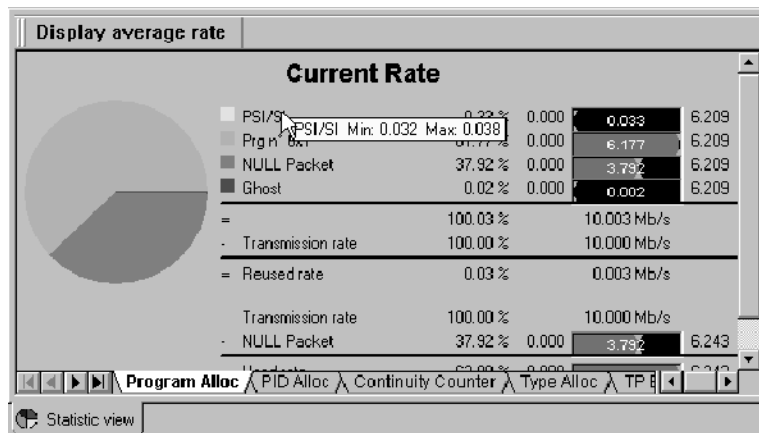 Display average rate
Current Rate
PSI/SI 0.33 % 0.000 0.033 6.209
PSI/SI Min: 0.032 Max: 0.038
Prg n° 0x1 61.77 % 0.000 6.177 6.209
NULL Packet 37.92 % 0.000 3.792 6.209
Ghost 0.02 % 0.000 0.002 6.209
= 100.03 % 10.003 Mb/s
- Transmission rate 100.00 % 10.000 Mb/s
= Reused rate 0.03 % 0.003 Mb/s
Transmission rate 100.00 % 10.000 Mb/s
- NULL Packet 37.92 % 0.000 3.792 6.243
Program Alloc PID Alloc Continuity Counter Type Alloc TP
Statistic view